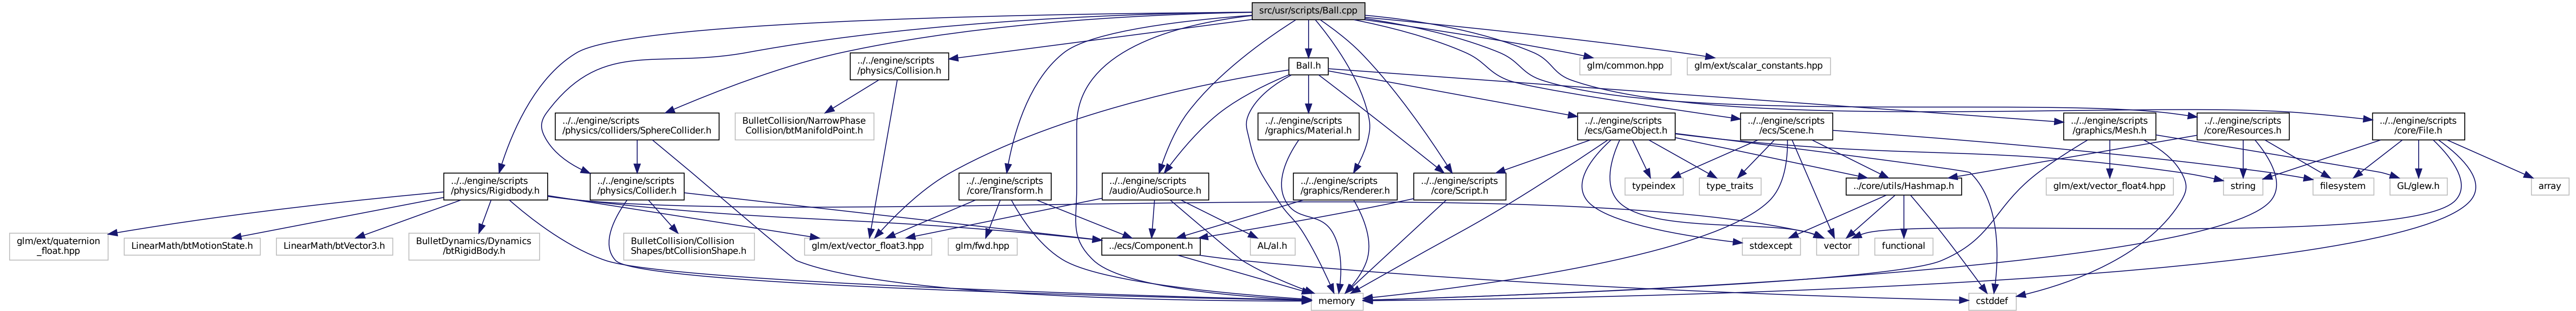 src/usr/scripts/Ball.cpp
../../engine/scripts
/physics/Collision.h
Ball.h
glm/common.hpp
glm/ext/scalar_constants.hpp
../../engine/scripts
/physics/colliders/SphereCollider.h
BulletCollision/NarrowPhase
Collision/btManifoldPoint.h
../../engine/scripts
/graphics/Material.h
../../engine/scripts
/ecs/GameObject.h
../../engine/scripts
/ecs/Scene.h
../../engine/scripts
/graphics/Mesh.h
../../engine/scripts
/core/Resources.h
../../engine/scripts
/core/File.h
../../engine/scripts
/physics/Rigidbody.h
../../engine/scripts
/physics/Collider.h
../../engine/scripts
/core/Transform.h
../../engine/scripts
/audio/AudioSource.h
../../engine/scripts
/graphics/Renderer.h
../../engine/scripts
/core/Script.h
typeindex
type_traits
../core/utils/Hashmap.h
glm/ext/vector_float4.hpp
string
filesystem
GL/glew.h
array
glm/ext/quaternion
_float.hpp
LinearMath/btMotionState.h
LinearMath/btVector3.h
BulletDynamics/Dynamics
/btRigidBody.h
BulletCollision/Collision
Shapes/btCollisionShape.h
glm/ext/vector_float3.hpp
glm/fwd.hpp
../ecs/Component.h
AL/al.h
stdexcept
vector
functional
memory
cstddef